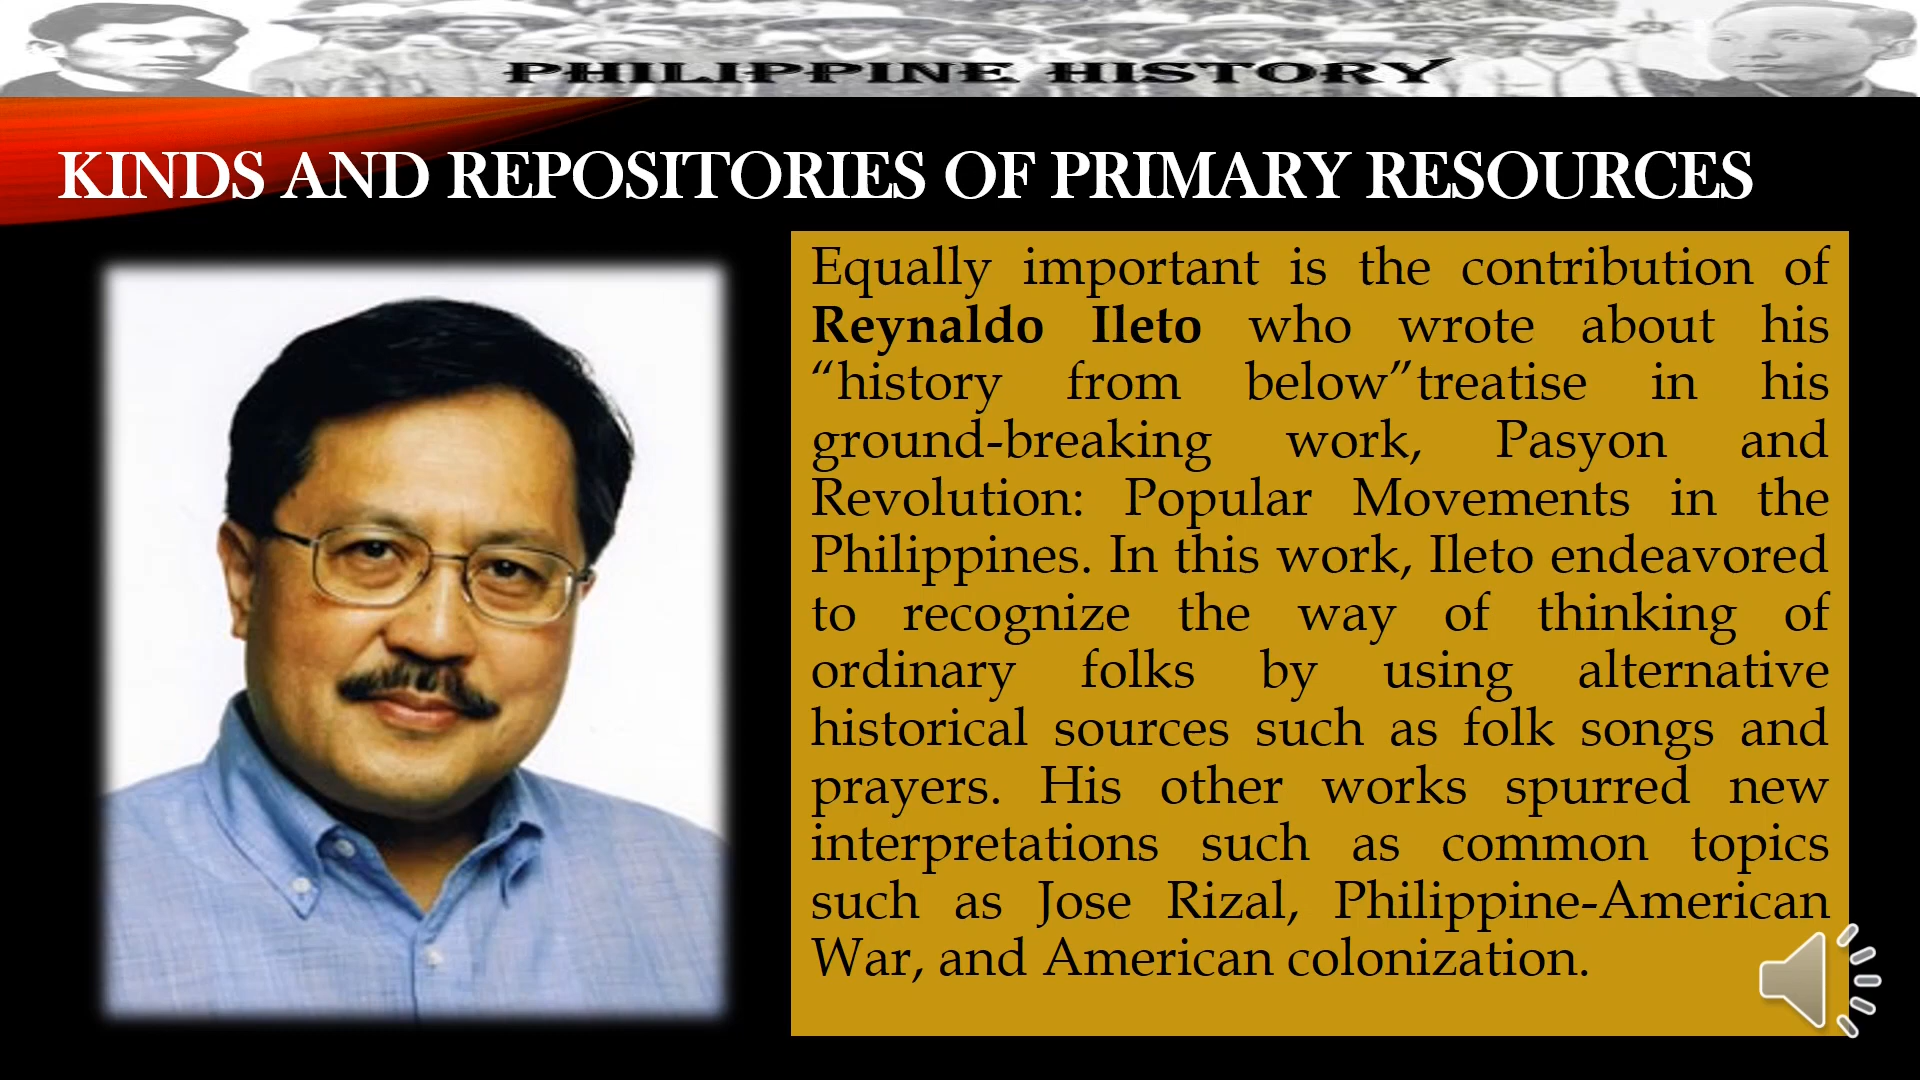 PHILIPPINE HISTORY
KINDS AND REPOSITORIES OF PRIMARY RESOURCES
Equally important is the contribution of
Reynaldo Ileto who wrote about his
“history from below”treatise in his
ground-breaking work, Pasyon and
Revolution: Popular Movements in the
Philippines. In this work, Ileto endeavored
to recognize the way of thinking of
ordinary folks by using alternative
historical sources such as folk songs and
prayers. His other works spurred new
interpretations such as common topics
such as Jose Rizal, Philippine-American
War, and American colonization.